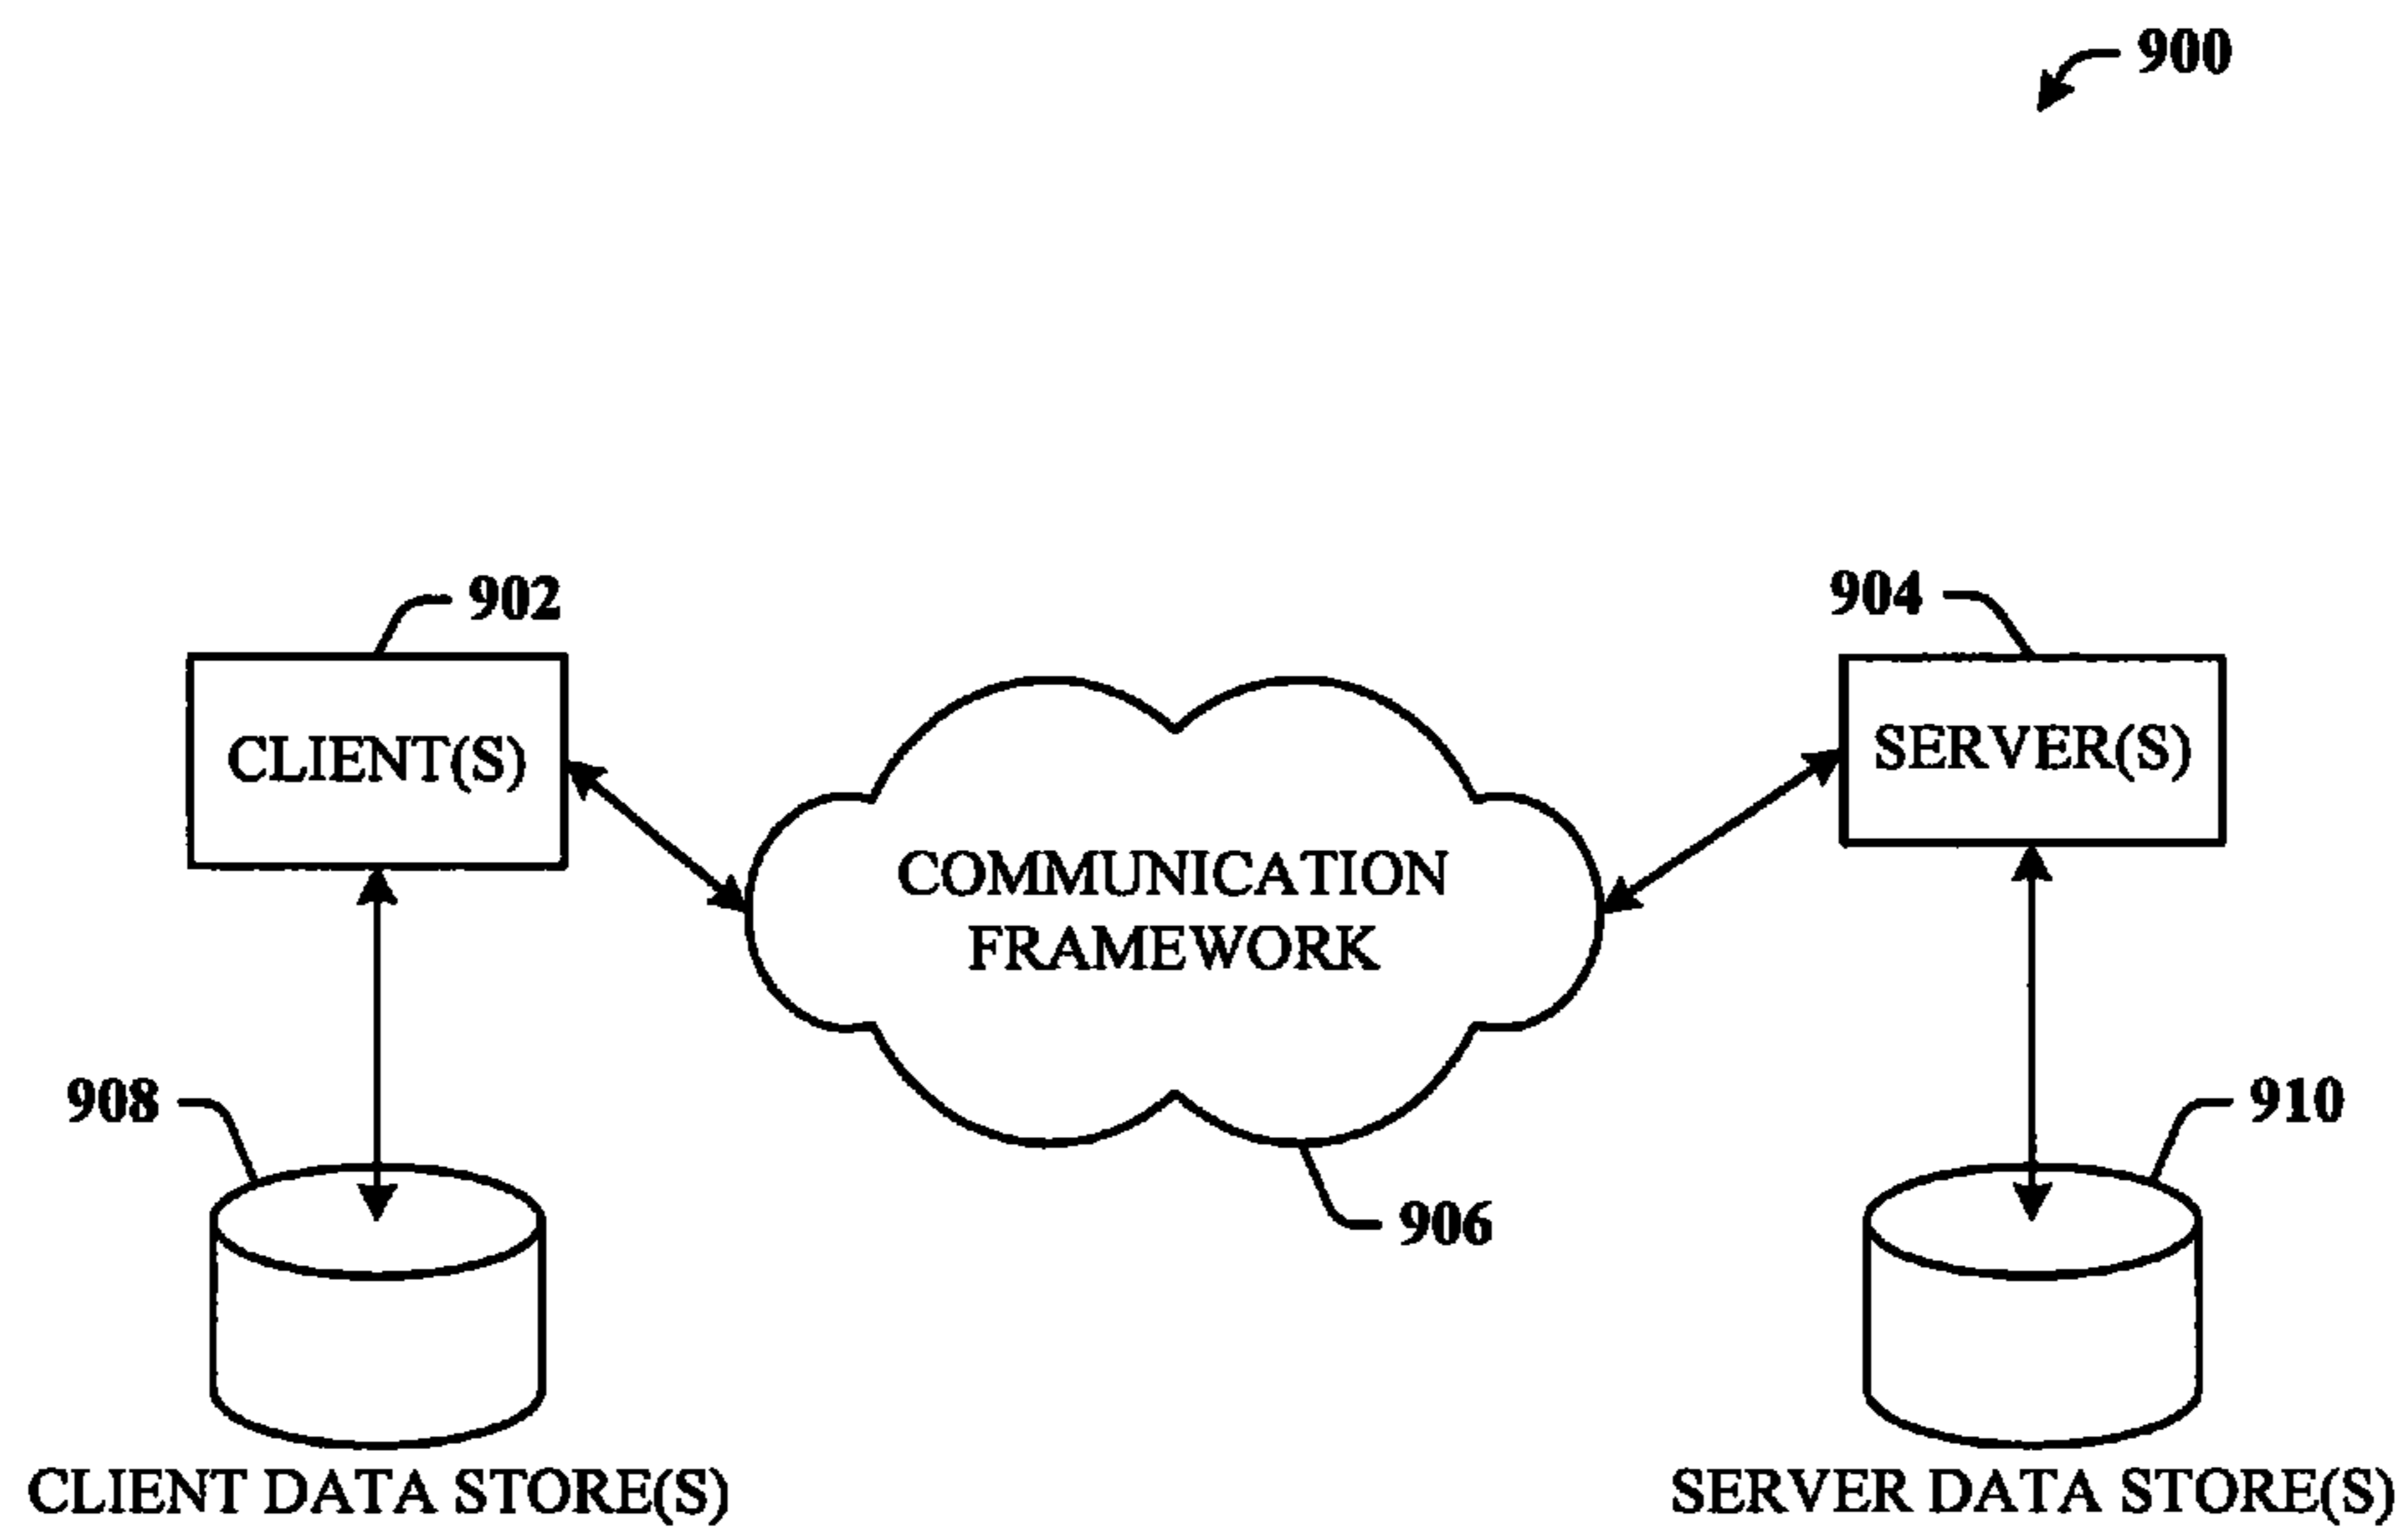 900
902
904
CLIENT(S)
SERVER(S)
COMMUNICATION
FRAMEWORK
908
910
906
CLIENT DATA STORE(S)
SERVER DATA STORE(S)